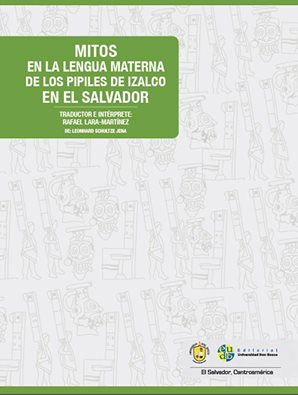 MITOS
EN LA LENGUA MATERNA
DE LOS PIPILES DE IZALCO
EN EL SALVADOR
TRADUCTOR E INTÉRPRETE:
RAFAEL LARA-MARTÍNEZ
DE: LEONHARD SCHULTZE JENA
Editorial
Universidad Don Bosco
El Salvador, Centroamérica